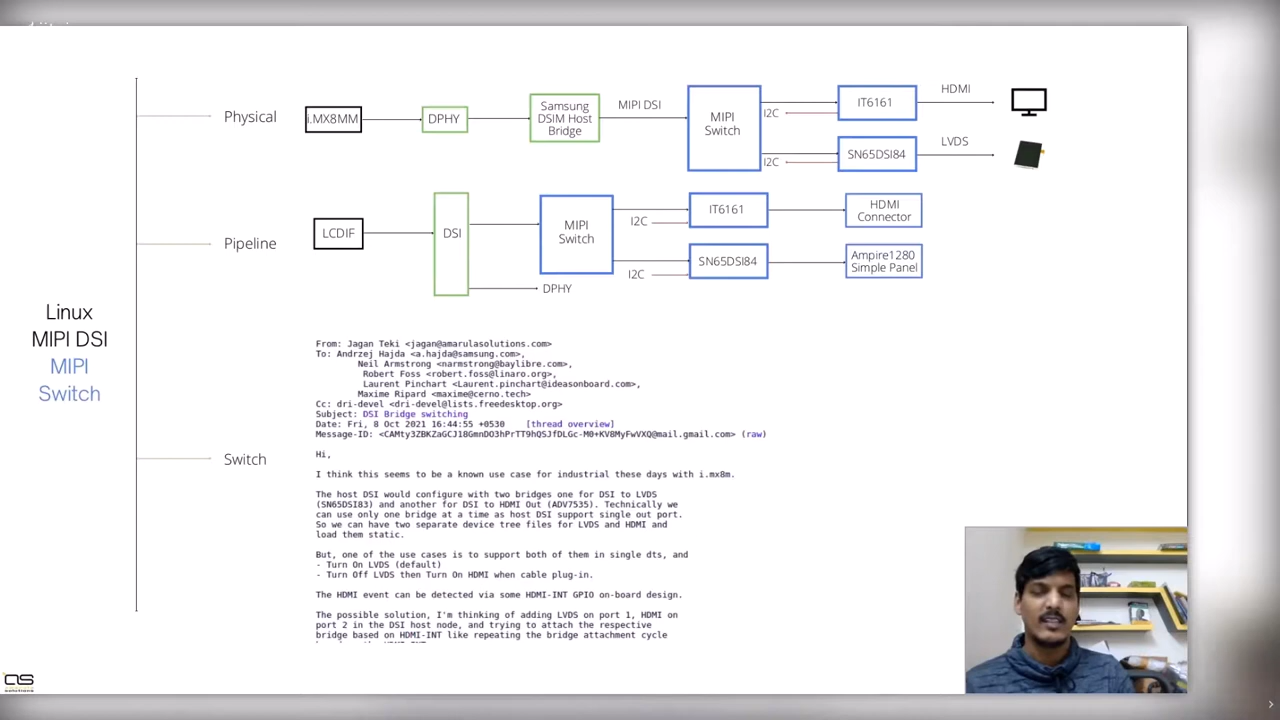 Physical
i.MX8MM
DPHY
Samsung
DSIM Host
Bridge
MIPI DSI
MIPI
Switch
I2C
I2C
IT6161
SN65DSI84
HDMI
LVDS
Pipeline
LCDIF
DSI
DPHY
MIPI
Switch
I2C
I2C
IT6161
SN65DSI84
HDMI
Connector
Ampire1280
Simple Panel
Linux
MIPI DSI
MIPI
Switch
Switch
From: Jagan Teki <jagan@amarulasolutions.com>
To: Andrzej Hajda <a.hajda@samsung.com>,
Neil Armstrong <narmstrong@baylibre.com>,
Robert Foss <robert.foss@linaro.org>,
Laurent Pinchart <Laurent.pinchart@ideasonboard.com>,
Maxime Ripard <maxime@cerno.tech>
Cc: dri-devel <dri-devel@lists.freedesktop.org>
Subject: DSI Bridge switching
Date: Fri, 8 Oct 2021 16:44:55 +0530 [thread overview]
Message-ID: <CAMty3ZBKZaGCJ18GmnDO3hPrTT9hQSJfDLGc-M0+KV8MyFwVXQ@mail.gmail.com> (raw)
Hi,
I think this seems to be a known use case for industrial these days with i.mx8m.
The host DSI would configure with two bridges one for DSI to LVDS
(SN65DSI83) and another for DSI to HDMI Out (ADV7535). Technically we
can use only one bridge at a time as host DSI support single out port.
So we can have two separate device tree files for LVDS and HDMI and
load them static.
But, one of the use cases is to support both of them in single dts, and
- Turn On LVDS (default)
- Turn Off LVDS then Turn On HDMI when cable plug-in.
The HDMI event can be detected via some HDMI-INT GPIO on-board design.
The possible solution, I'm thinking of adding LVDS on port 1, HDMI on
port 2 in the DSI host node, and trying to attach the respective
bridge based on HDMI-INT like repeating the bridge attachment cycle
as
solutions